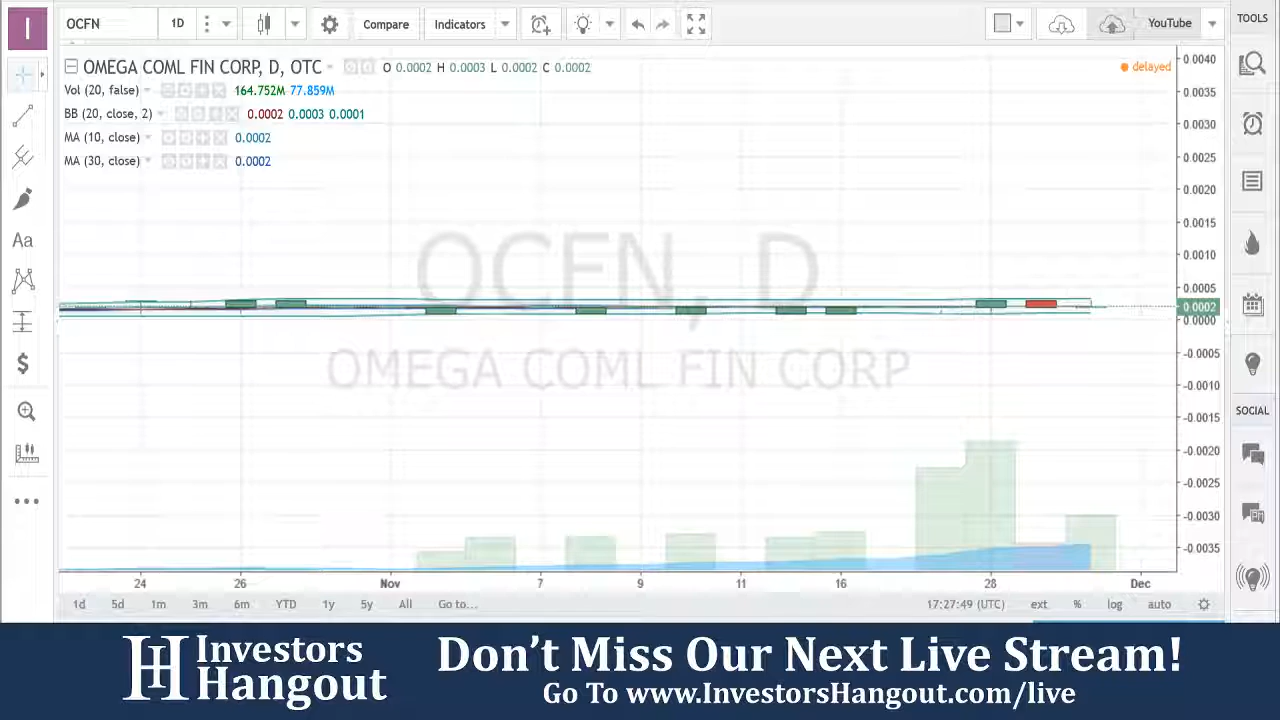 OCFN 1D Compare Indicators YouTube TOOLS
OMEGA COML FIN CORP, D, OTC O 0.0002 H 0.0003 L 0.0002 C 0.0002
delayed
Vol (20, false) 164.752M 77.859M
BB (20, close, 2) 0.0002 0.0003 0.0001
MA (10, close) 0.0002
MA (30, close) 0.0002
OCFN, D
OMEGA COML FIN CORP
0.0040
0.0035
0.0030
0.0025
0.0020
0.0015
0.0010
0.0005
0.0002
0.0000
-0.0005
-0.0010
-0.0015
-0.0020
-0.0025
-0.0030
-0.0035
SOCIAL
24 26 Nov 7 9 11 16 28 Dec
1d 5d 1m 3m 6m YTD 1y 5y All Go to... 17:27:49 (UTC) ext % log auto
Investors
Hangout
Don't Miss Our Next Live Stream!
Go To www.InvestorsHangout.com/live